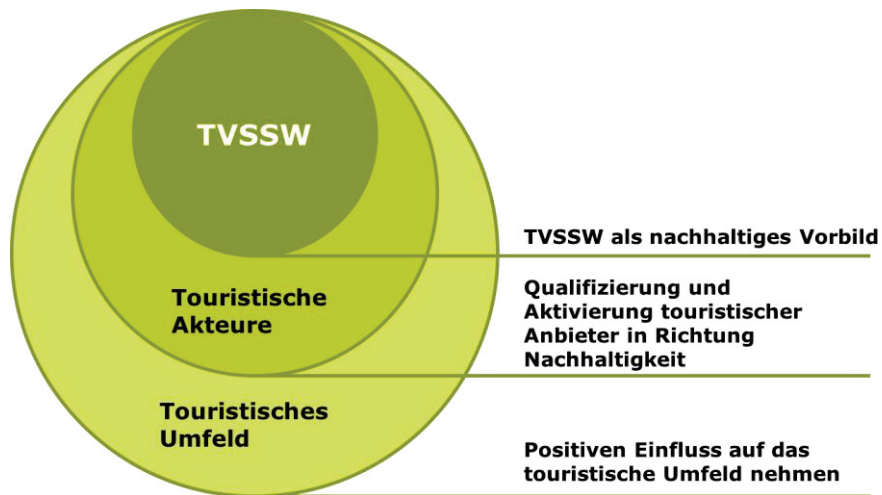 TVSSW
TVSSW als nachhaltiges Vorbild
Touristische
Akteure
Qualifizierung und
Aktivierung touristischer
Anbieter in Richtung
Nachhaltigkeit
Touristisches
Umfeld
Positiven Einfluss auf das
touristische Umfeld nehmen